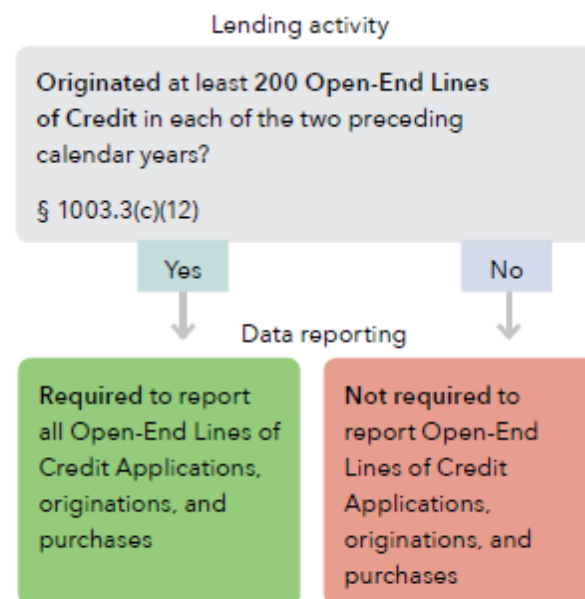 Lending activity
Originated at least 200 Open-End Lines
of Credit in each of the two preceding
calendar years?
§ 1003.3(c)(12)
Yes
No
Data reporting
Required to report
all Open-End Lines of
Credit Applications,
originations, and
purchases
Not required to
report Open-End
Lines of Credit
Applications,
originations, and
purchases